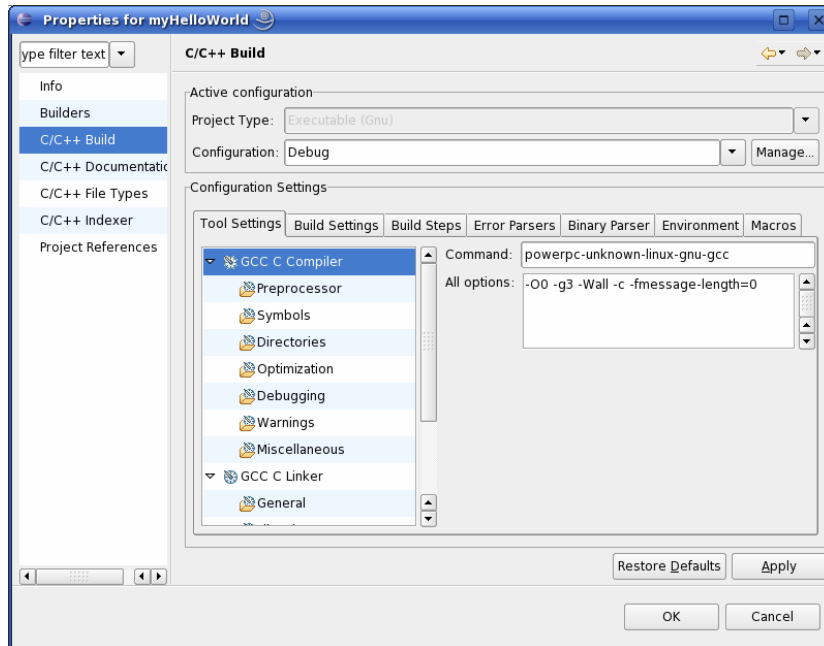 Properties for myHelloWorld
ype filter text
C/C++ Build
Info
Builders
C/C++ Build
C/C++ Documentatic
C/C++ File Types
C/C++ Indexer
Project References
Active configuration
Project Type: Executable (Gnu)
Configuration: Debug Manage...
Configuration Settings
Tool Settings Build Settings Build Steps Error Parsers Binary Parser Environment Macros
GCC C Compiler
Preprocessor
Symbols
Directories
Optimization
Debugging
Warnings
Miscellaneous
GCC C Linker
General
Command: powerpc-unknown-linux-gnu-gcc
All options: -O0 -g3 -Wall -c -fmessage-length=0
Restore Defaults Apply
OK Cancel